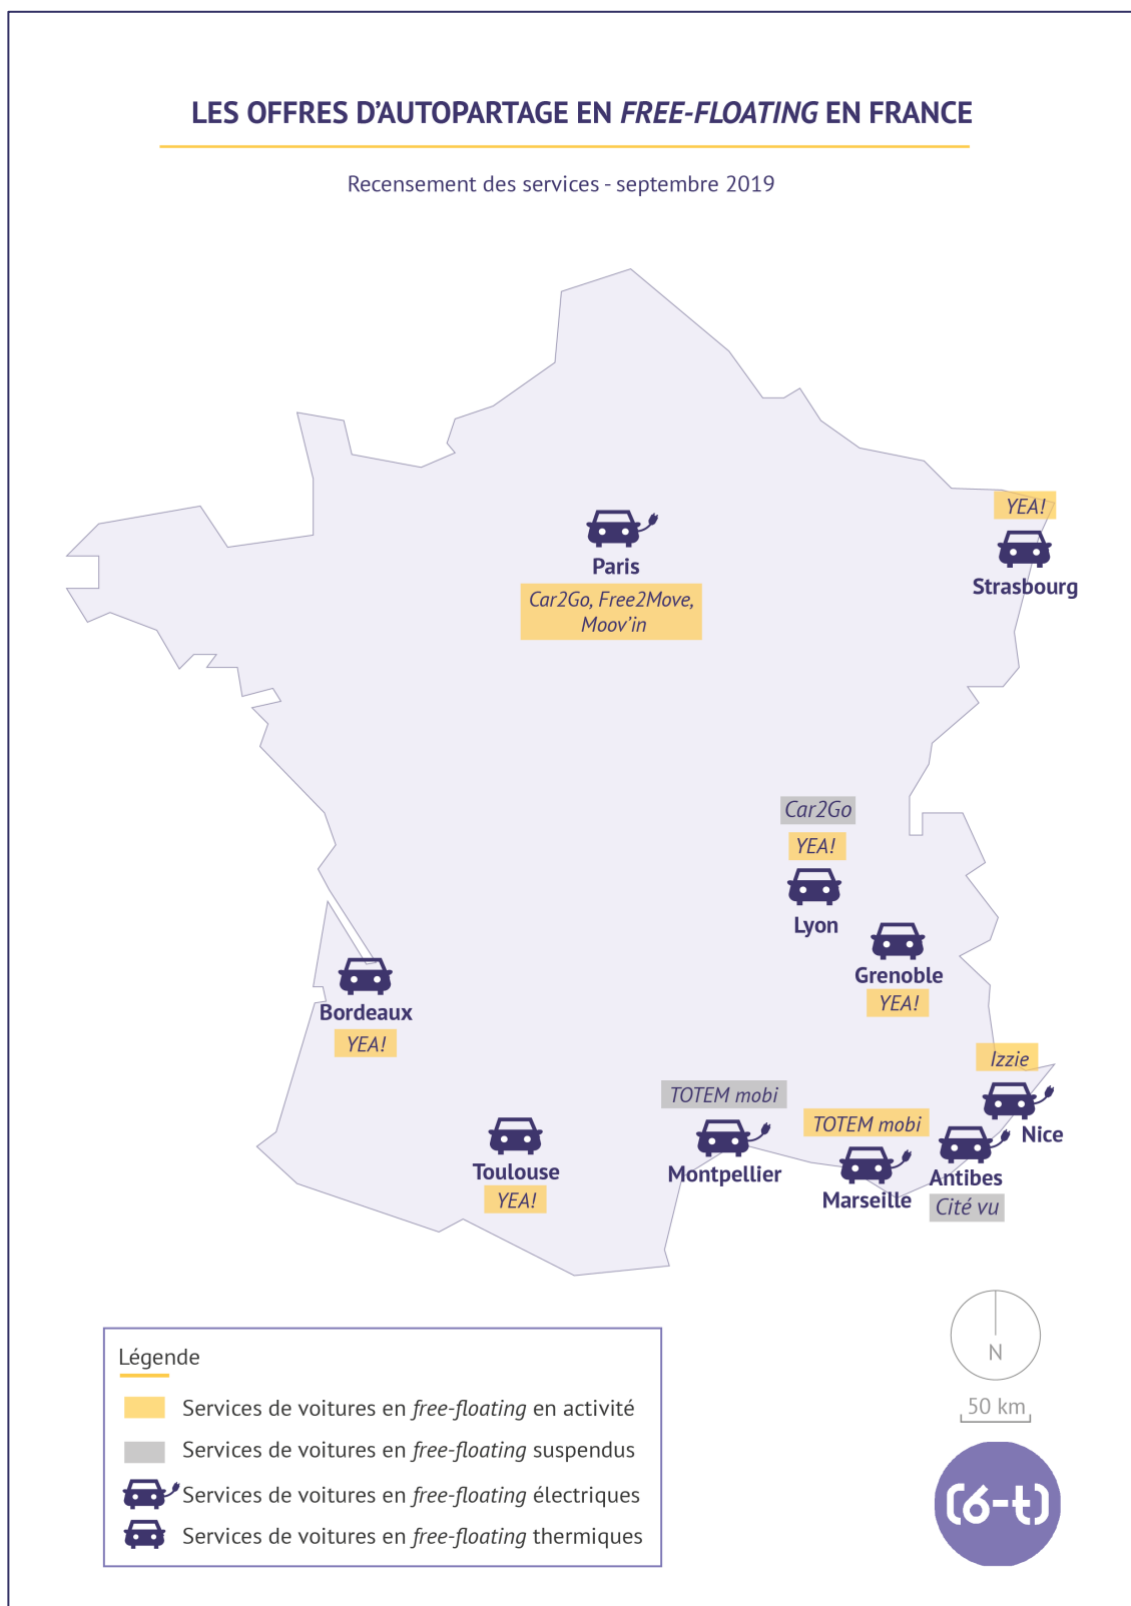 LES OFFRES D'AUTOPARTAGE EN FREE-FLOATING EN FRANCE
Recensement des services - septembre 2019
YEA!
Strasbourg
Paris
Car2Go, Free2Move,
Moov'in
Car2Go
YEA!
Lyon
Grenoble
YEA!
Bordeaux
YEA!
Izzie
Nice
TOTEM mobi
Montpellier
TOTEM mobi
Marseille
Antibes
Cité vu
Toulouse
YEA!
Légende
Services de voitures en free-floating en activité
Services de voitures en free-floating suspendus
Services de voitures en free-floating électriques
Services de voitures en free-floating thermiques
N
50 km
(6-t)